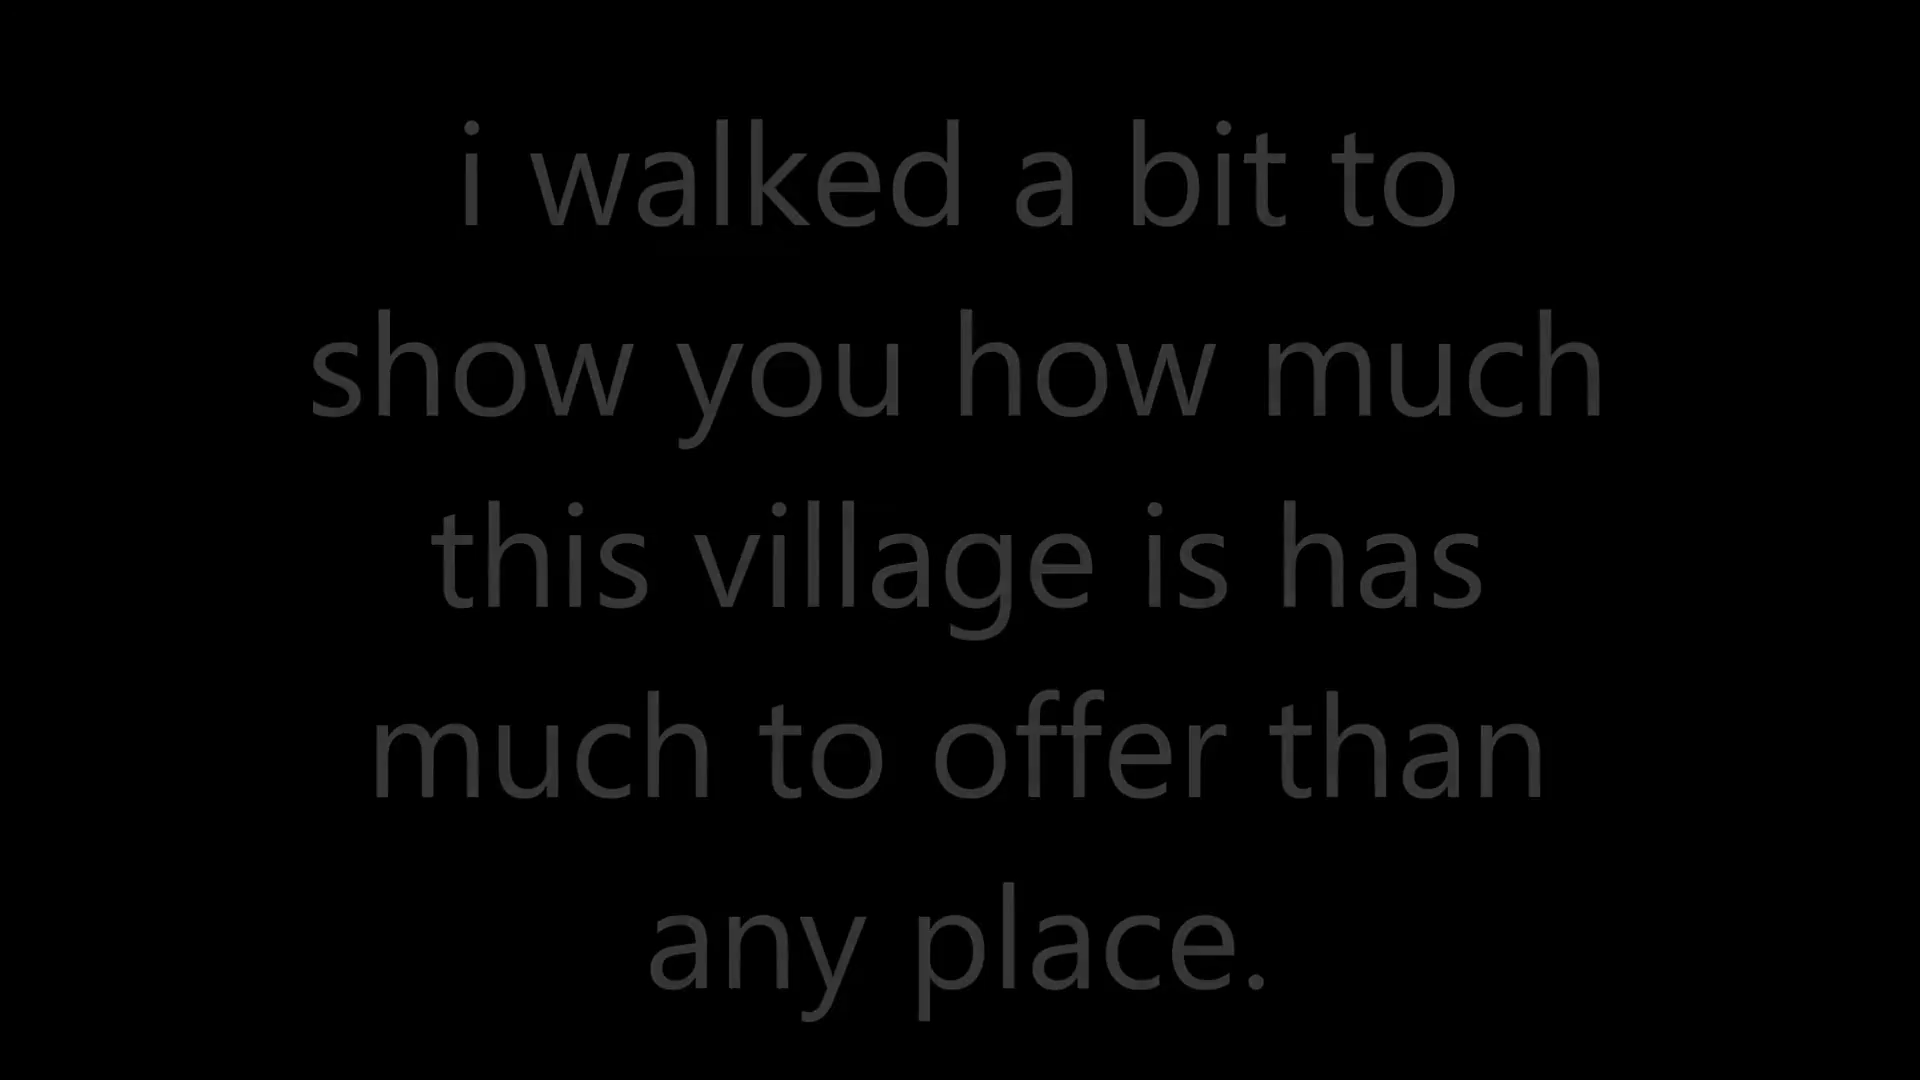 i walked a bit to
show you how much
this village is has
much to offer than
any place.